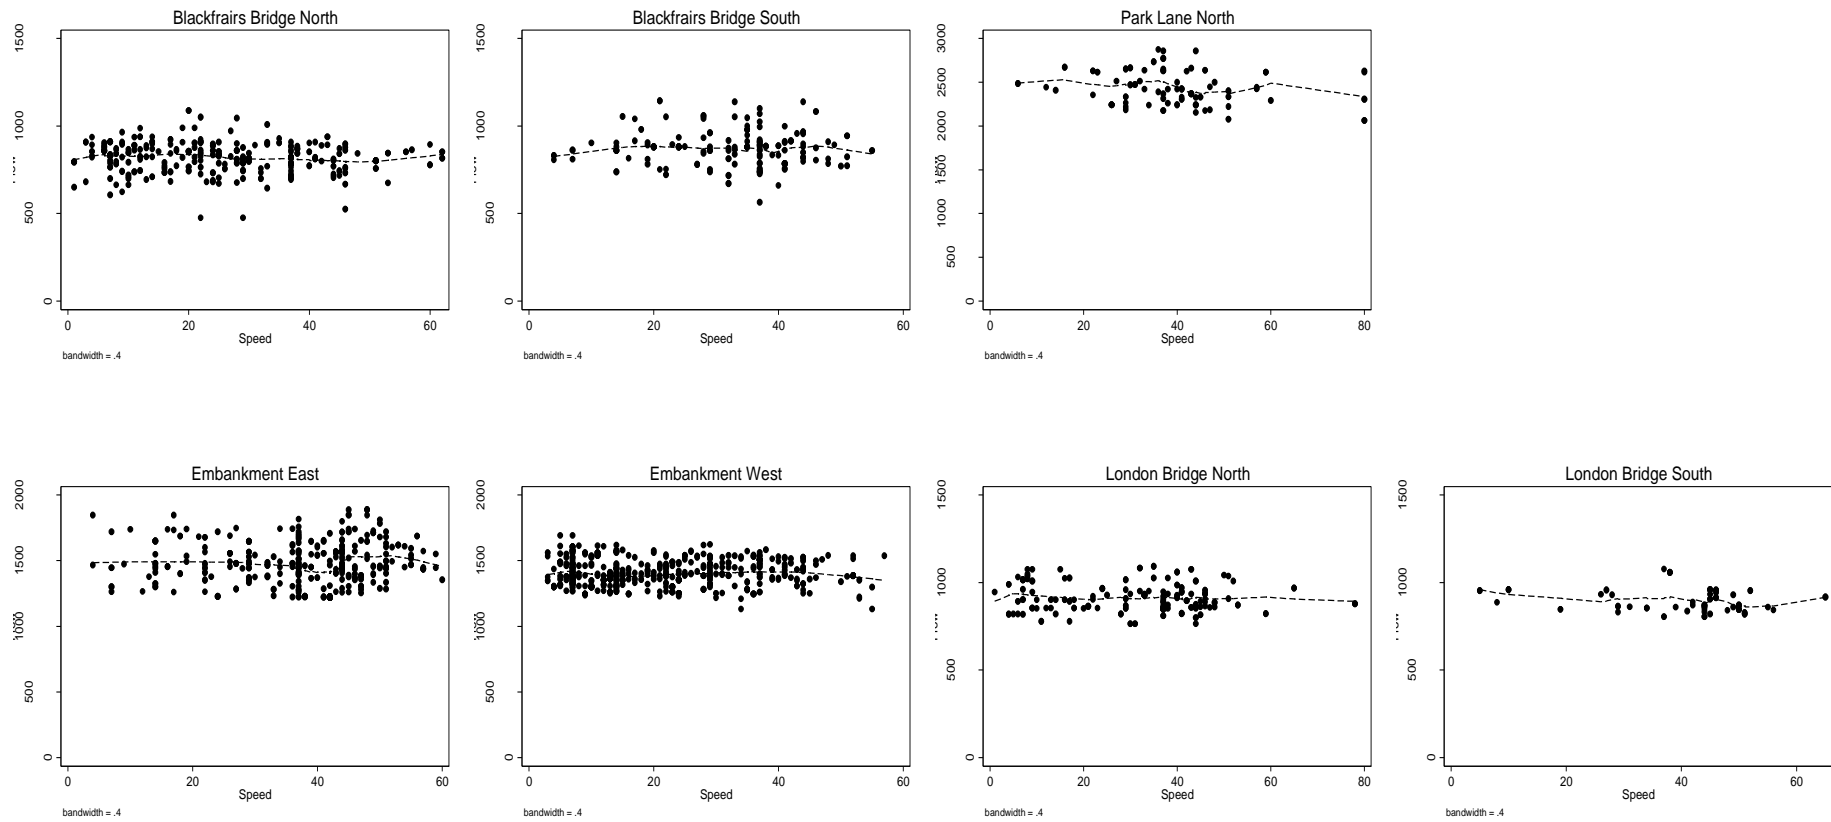 Blackfrairs Bridge North
1500
1000
500
0
0 20 40 60
Speed
bandwidth = .4
Blackfrairs Bridge South
1500
1000
500
0
0 20 40 60
Speed
bandwidth = .4
Park Lane North
3000
2500
2000
1500
1000
500
0
0 20 40 60 80
Speed
bandwidth = .4
Embankment East
2000
1500
1000
500
0
0 20 40 60
Speed
bandwidth = .4
Embankment West
2000
1500
1000
500
0
0 20 40 60
Speed
bandwidth = .4
London Bridge North
1500
1000
500
0
0 20 40 60 80
Speed
bandwidth = .4
London Bridge South
1500
1000
500
0
0 20 40 60
Speed
bandwidth = .4